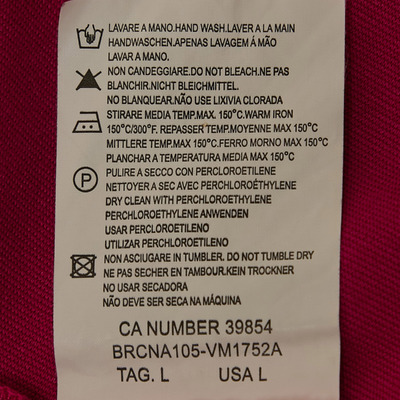 LAVARE A MANO.HAND WASH.LAVER A LA MAIN
HANDWASCHEN.APENAS LAVAGEM Á MÃO
LAVAR A MANO.
NON CANDEGGIARE.DO NOT BLEACH.NE PAS
BLANCHIR.NICHT BLEICHMITTEL.
NO BLANQUEAR.NÃO USE LIXIVIA CLORADA
STIRARE MEDIA TEMP.MAX. 150°C.WARM IRON
150°C/300°F. REPASSER TEMP.MOYENNE MAX 150°C
MITTLERE TEMP.MAX 150°C.FERRO MORNO MAX 150°C
PLANCHAR A TEMPERATURA MEDIA MAX 150°C
P PULIRE A SECCO CON PERCLOROETILENE
NETTOYER A SEC AVEC PERCHLOROÉTHYLENE
DRY CLEAN WITH PERCHLOROETHYLENE
PERCHLOROETHYLENE ANWENDEN
USAR PERCLOROETILENO
UTILIZAR PERCLOROETILENO
NON ASCIUGARE IN TUMBLER. DO NOT TUMBLE DRY
NE PAS SECHER EN TAMBOUR.KEIN TROCKNER
NO USAR SECADORA
NÃO DEVE SER SECA NA MÁQUINA
CA NUMBER 39854
BRCNA105-VM1752A
TAG. L USA L